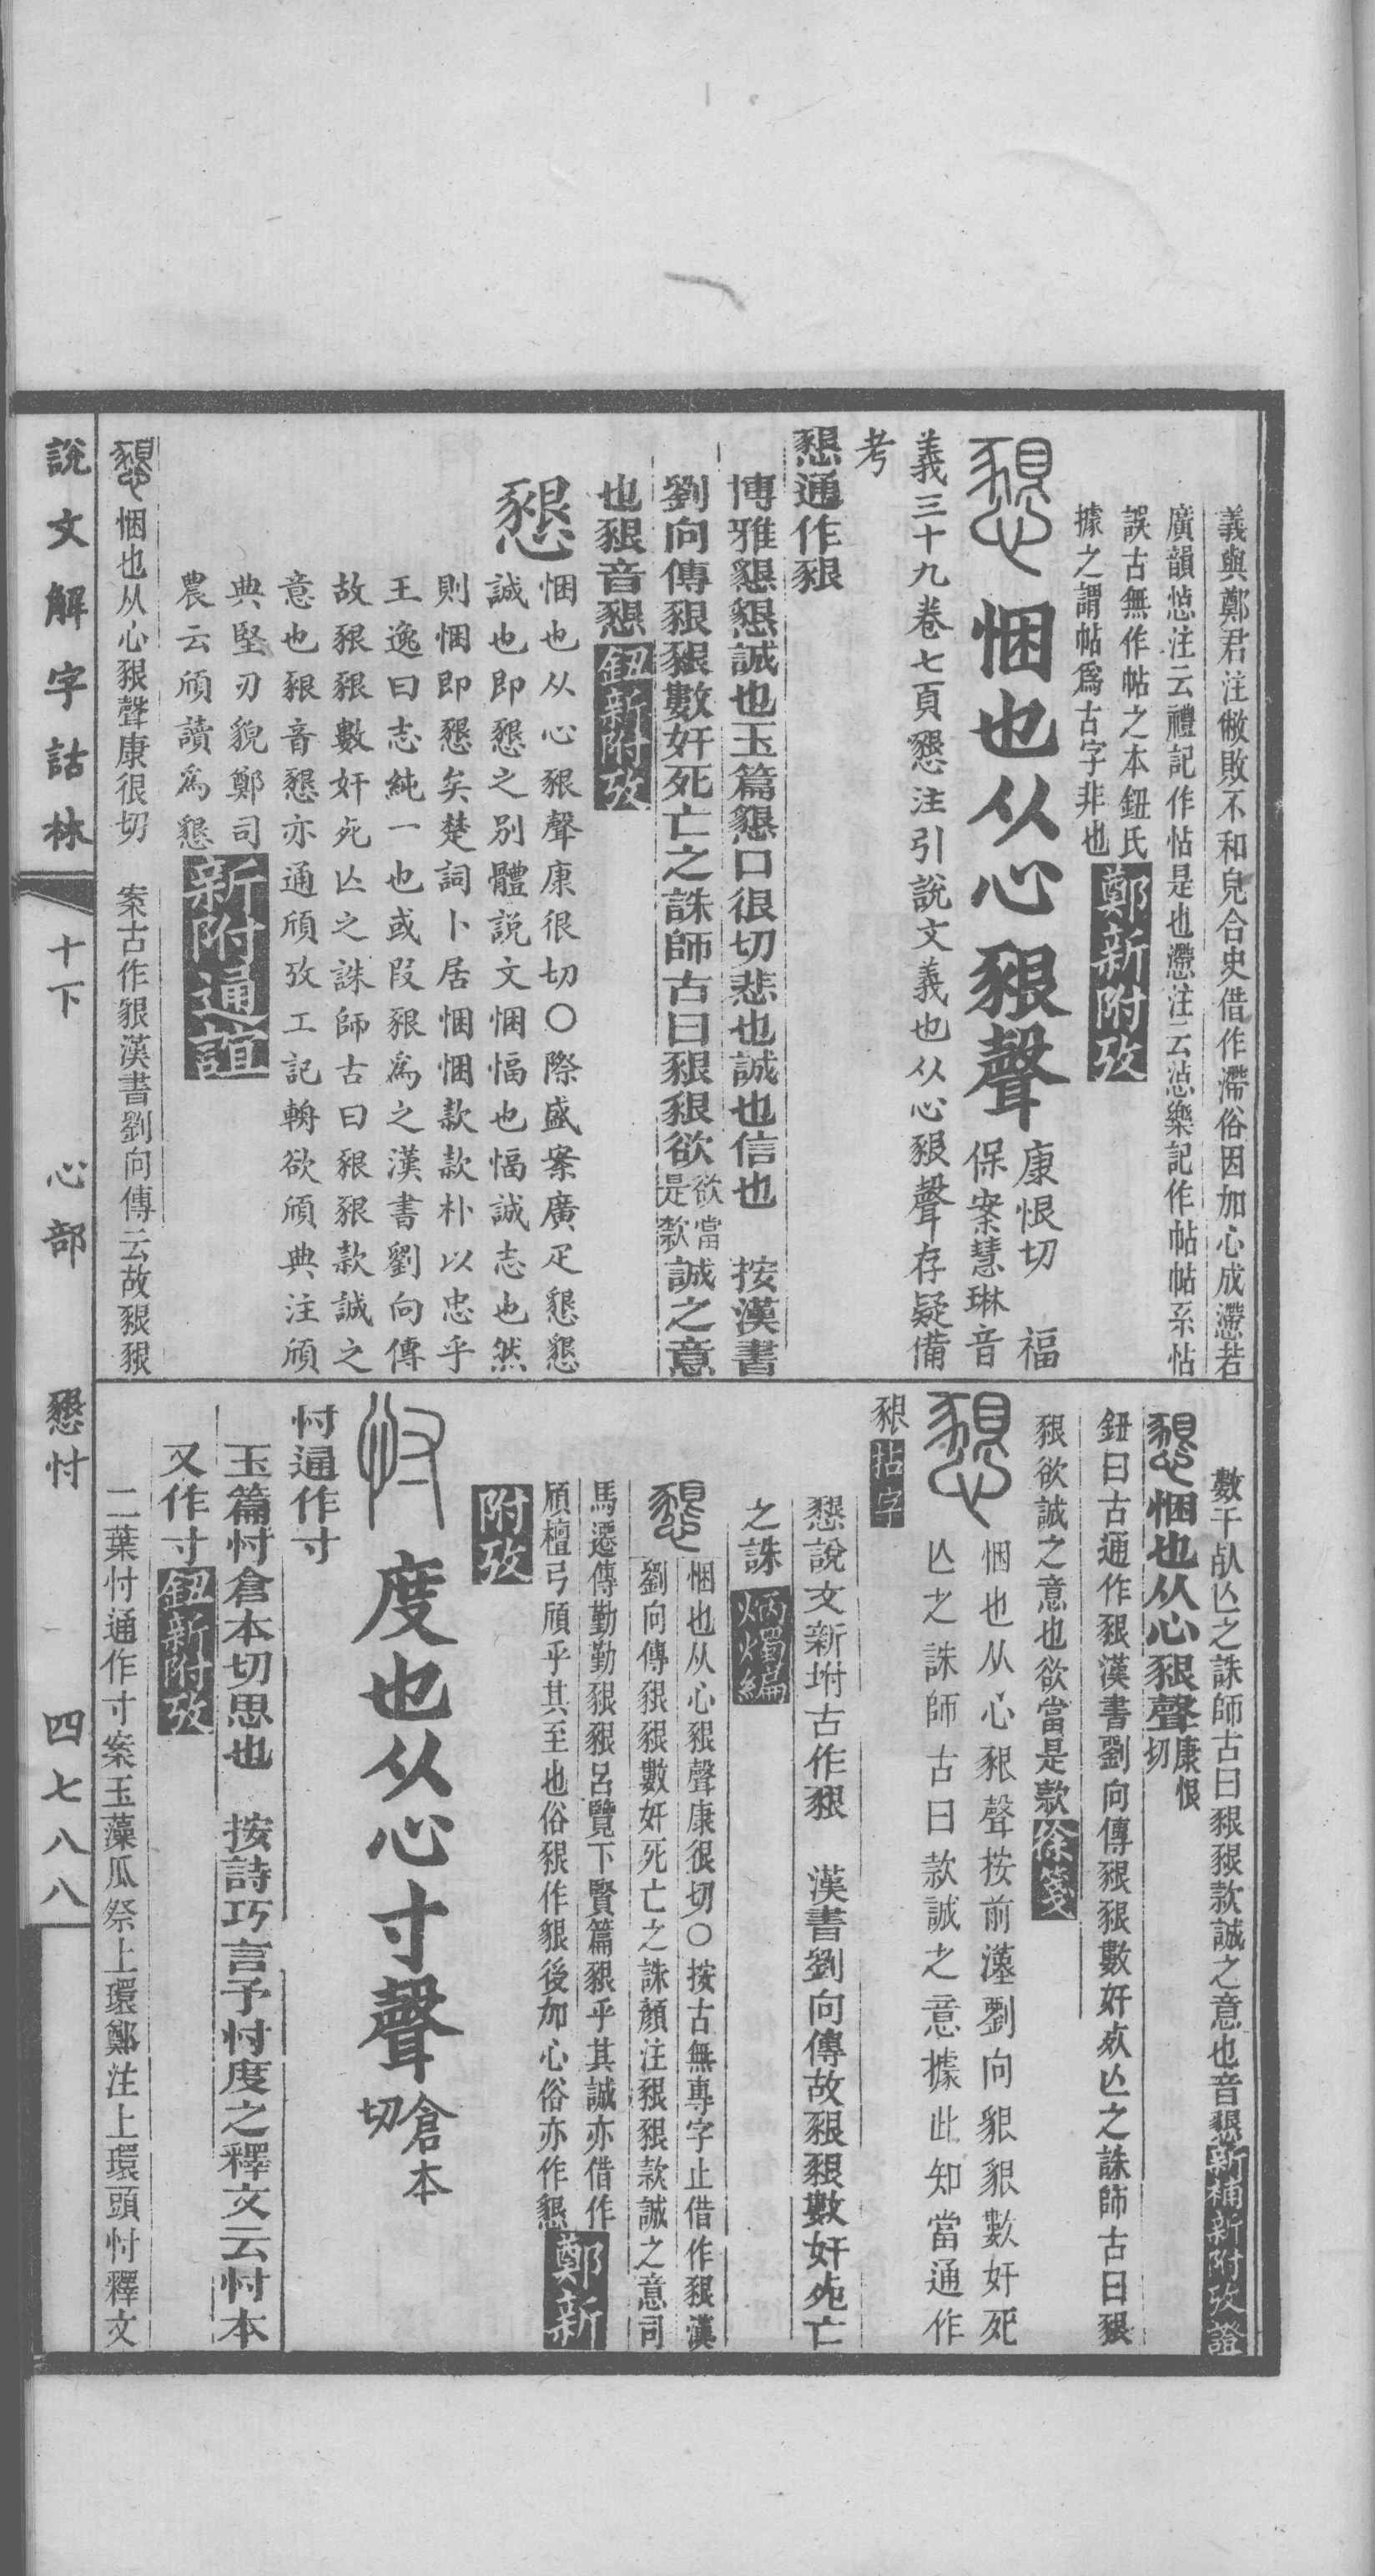 義與鄭君注敝敗不和皃合史借作滯俗因加心成懘若
廣韻惉注云禮記作怗是也懘注云惉樂記作怗帖系怗
誤古無作帖之本鈕氏
據之謂帖爲古字非也鄭新附攷
懇悃也从心豤聲康恨切　福
保案慧琳音
義三十九卷七頁懇注引說文義也从心豤聲存疑備
考
懇通作豤
博雅懇懇誠也玉篇懇口很切悲也誠也信也　按漢書
劉向傳豤豤數奸死亡之誅師古曰豤豤欲欲當是款誠之意
也豤音懇鈕新附攷
懇悃也从心豤聲康很切〇際盛案廣疋懇懇
誠也卽懇之別體說文悃愊也愊誠志也然
則悃卽懇矣楚詞卜居悃悃款款朴以忠乎
王逸曰志純一也或叚豤爲之漢書劉向傳
故豤豤數奸死亾之誅師古曰豤豤款誠之
意也豤音懇亦通頎攷工記輈欲頎典注頎
典堅刃貌鄭司
農云頎讀爲懇新附通誼
懇悃也从心豤聲康很切　案古作豤漢書劉向傳云故豤豤
數干𣦸亾之誅師古曰豤豤款誠之意也音懇新補新附攷證
懇悃也从心豤聲康恨切
鈕曰古通作豤漢書劉向傳豤豤數奸死亾之誅師古曰豤
豤欲誠之意也欲當是款徐箋
懇悃也从心豤聲按前漢劉向豤豤數奸死
亾之誅師古曰款誠之意據此知當通作
豤拈字
懇說文新坿古作豤　漢書劉向傳故豤豤數奸死亡
之誅炳燭編
懇悃也从心豤聲康很切〇按古無專字止借作豤漢
劉向傳豤豤數奸死亡之誅顏注豤豤款誠之意司
馬遷傳勤勤豤豤呂覽下賢篇豤乎其誠亦借作
頎檀弓頎乎其至也俗豤作貇後加心俗亦作懇鄭新
附攷
忖度也从心寸聲倉本切
忖通作寸
玉篇忖倉本切思也　按詩巧言予忖度之釋文云忖本
又作寸鈕新附攷
二葉忖通作寸案玉藻瓜祭上環鄭注上環頭忖釋文
說文解字詁林　十下　心部　懇忖　四七八八